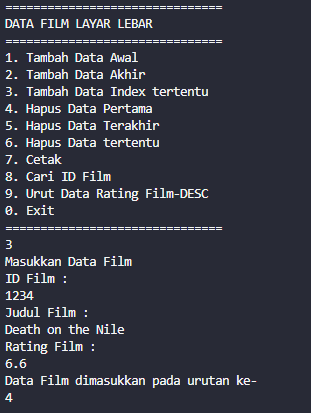 ===============================
DATA FILM LAYAR LEBAR
===============================
1. Tambah Data Awal
2. Tambah Data Akhir
3. Tambah Data Index tertentu
4. Hapus Data Pertama
5. Hapus Data Terakhir
6. Hapus Data tertentu
7. Cetak
8. Cari ID Film
9. Urut Data Rating Film-DESC
0. Exit
===============================
3
Masukkan Data Film
ID Film :
1234
Judul Film :
Death on the Nile
Rating Film :
6.6
Data Film dimasukkan pada urutan ke-
4